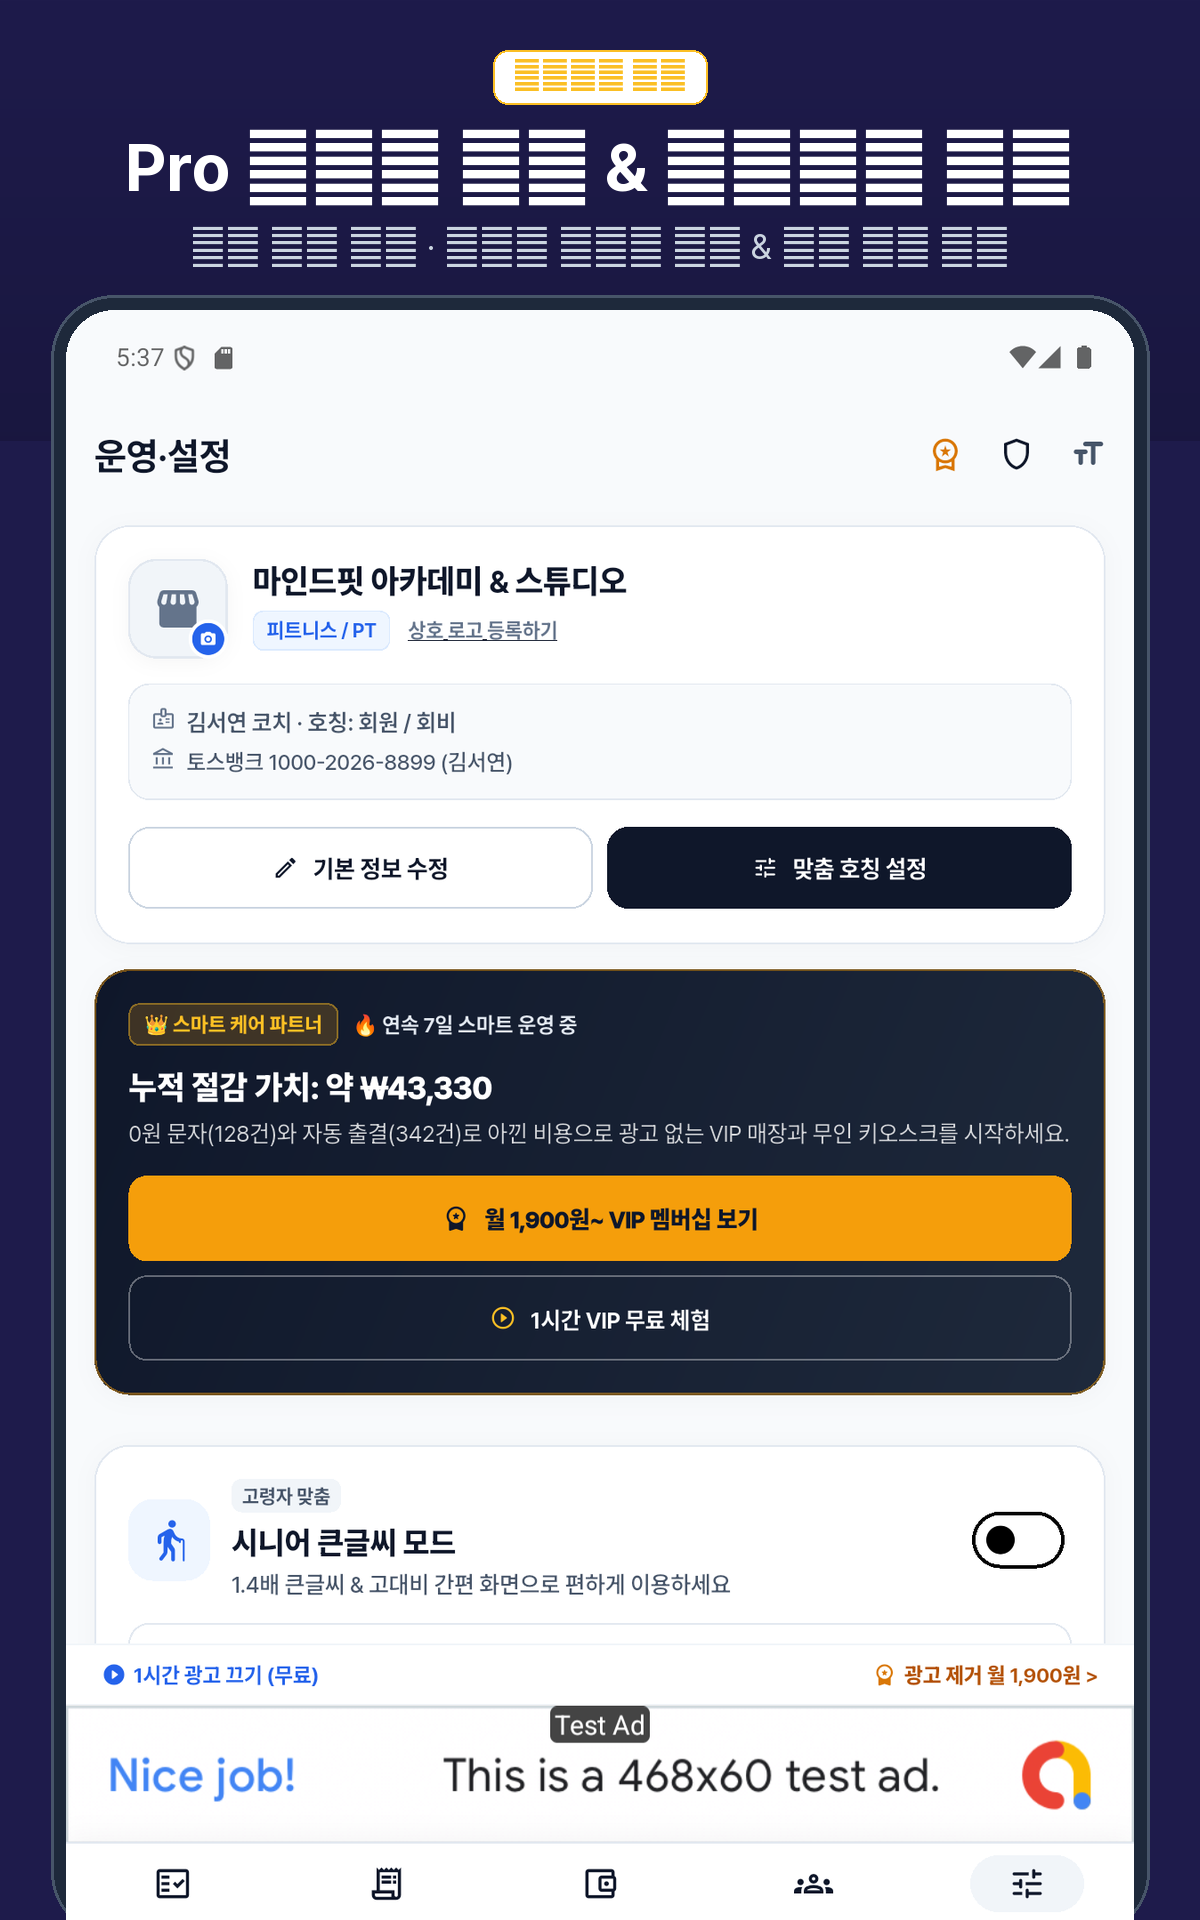 Pro &
· &
5:37
운영·설정
마인드핏 아카데미 & 스튜디오
피트니스 / PT 상호 로고 등록하기
김서연 코치 · 호칭: 회원 / 회비
토스뱅크 1000-2026-8899 (김서연)
기본 정보 수정 맞춤 호칭 설정
👑 스마트 케어 파트너 🔥 연속 7일 스마트 운영 중
누적 절감 가치: 약 ₩43,330
0원 문자(128건)와 자동 출결(342건)로 아낀 비용으로 광고 없는 VIP 매장과 무인 키오스크를 시작하세요.
월 1,900원~ VIP 멤버십 보기
1시간 VIP 무료 체험
고령자 맞춤
시니어 큰글씨 모드
1.4배 큰글씨 & 고대비 간편 화면으로 편하게 이용하세요
1시간 광고 끄기 (무료) 광고 제거 월 1,900원 >
Test Ad
Nice job! This is a 468x60 test ad.